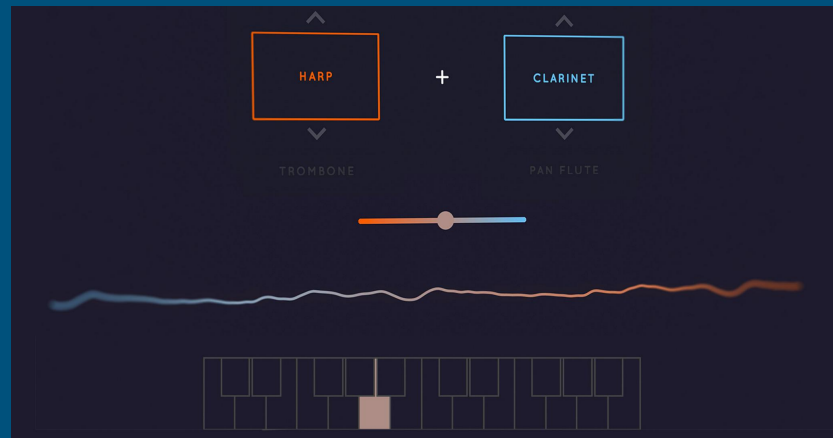 HARP
+
CLARINET
TROMBONE
PAN FLUTE